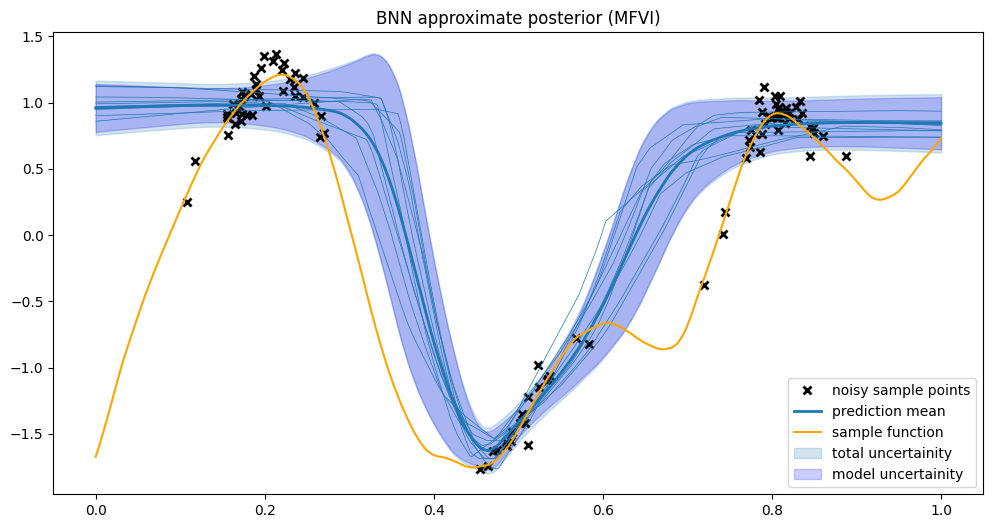 BNN approximate posterior (MFVI)
1.5
1.0
0.5
0.0
−0.5
−1.0
−1.5
noisy sample points
prediction mean
sample function
total uncertainity
model uncertainity
0.0 0.2 0.4 0.6 0.8 1.0